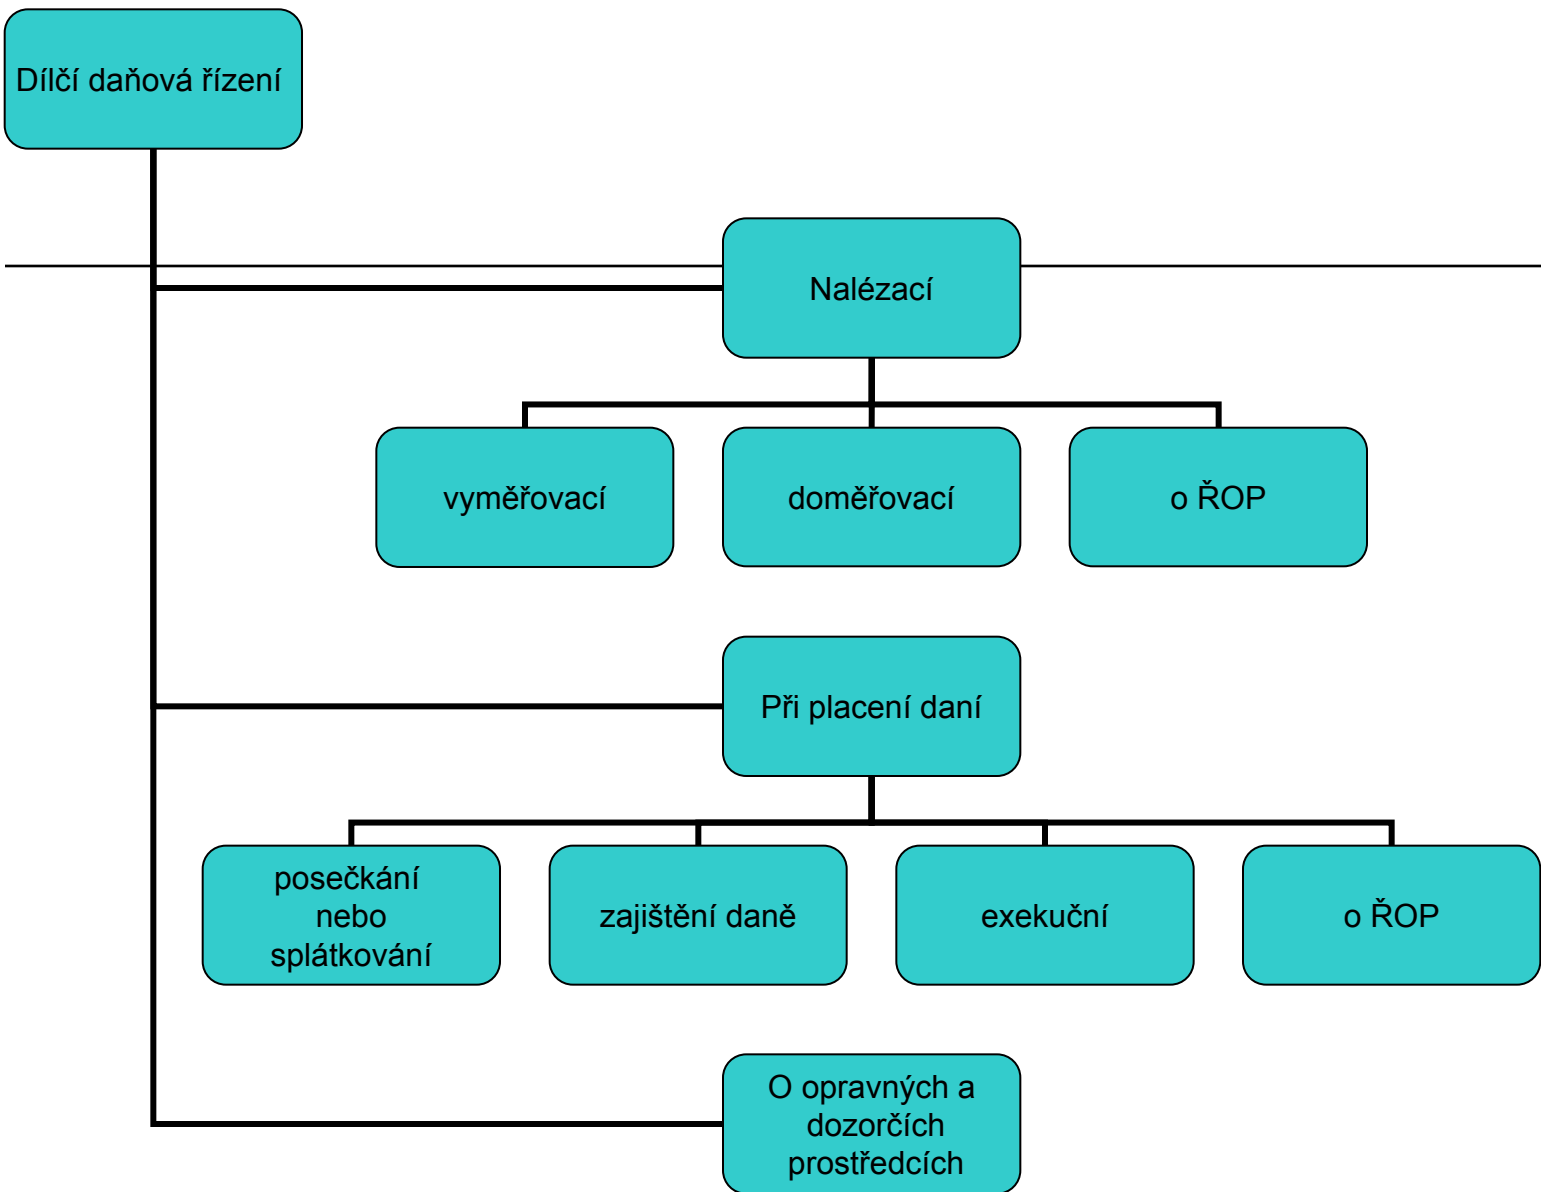 Dílčí daňová řízení
Nalézací
vyměřovací
doměřovací
o ŘOP
Při placení daní
posečkání
nebo
splátkování
zajištění daně
exekuční
o ŘOP
O opravných a
dozorčích
prostředcích